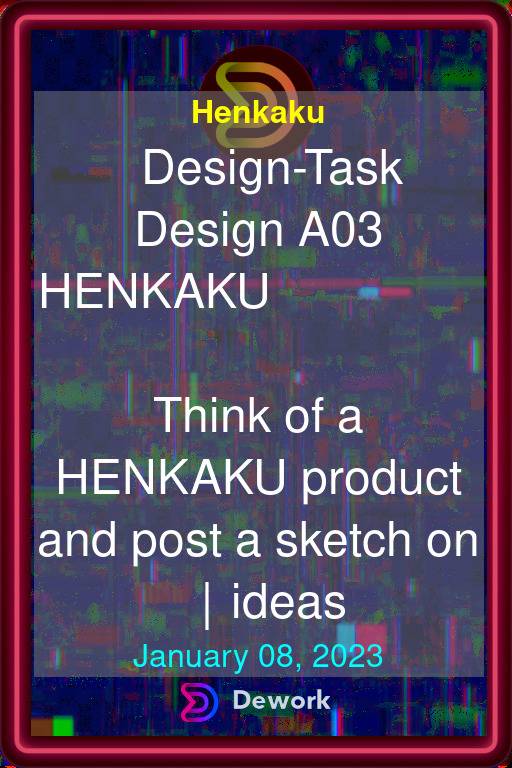 Henkaku
Design-Task
Design A03
HENKAKU
Think of a
HENKAKU product
and post a sketch on
| ideas
January 08, 2023
Dework